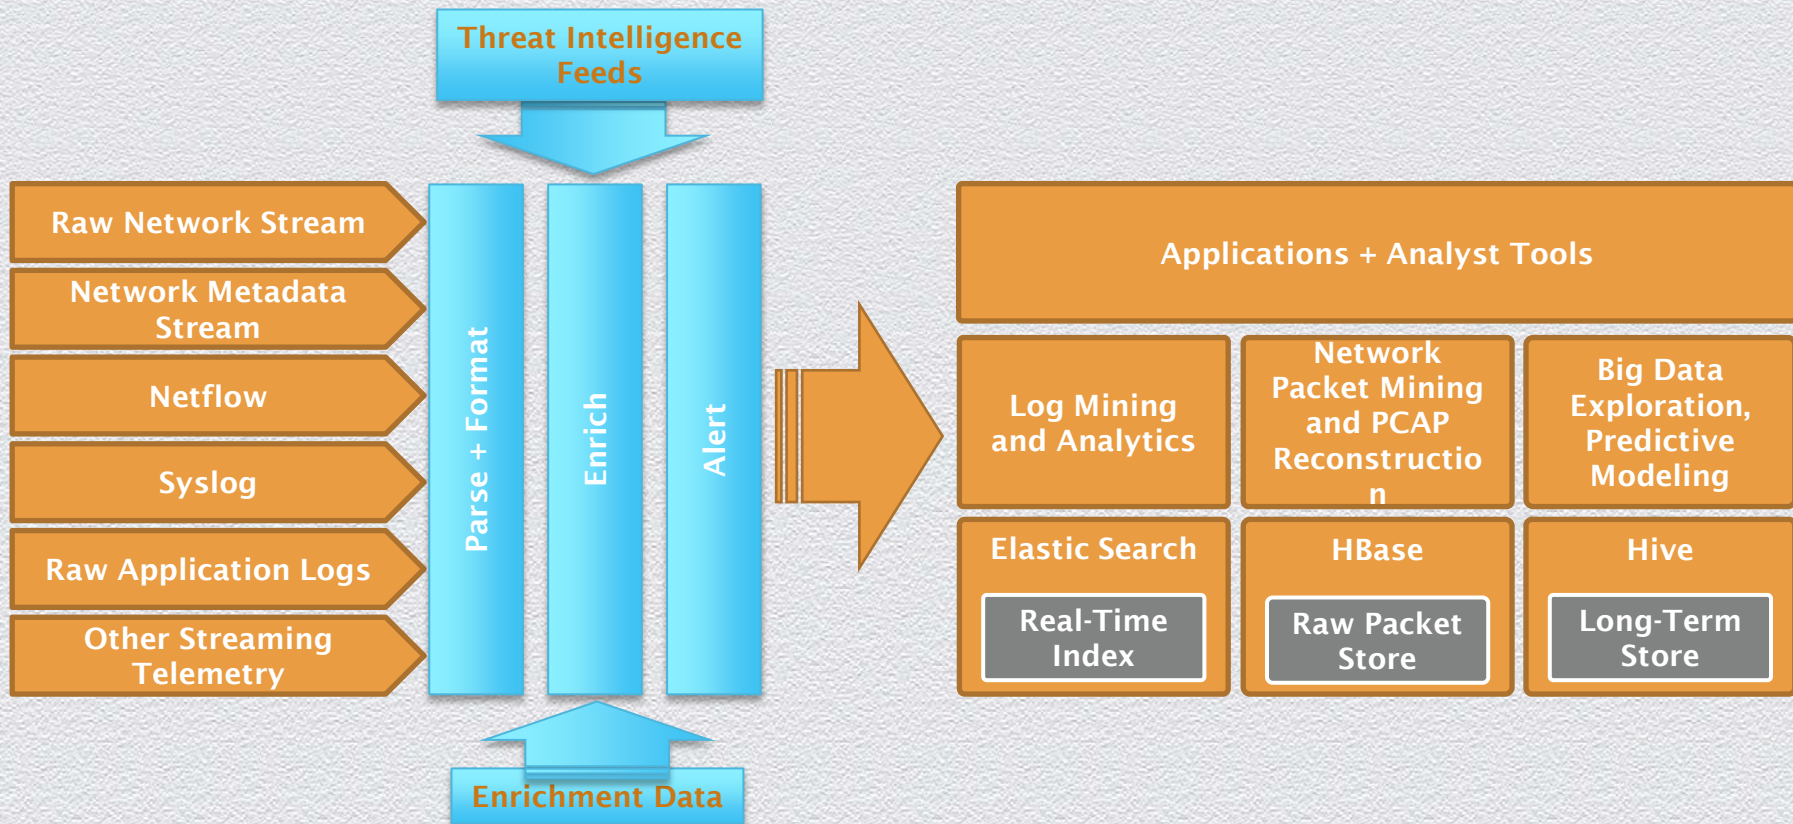 Threat Intelligence
Feeds
Raw Network Stream
Network Metadata
Stream
Netflow
Syslog
Raw Application Logs
Other Streaming
Telemetry
Parse + Format
Enrich
Alert
Enrichment Data
Applications + Analyst Tools
Log Mining
and Analytics
Network
Packet Mining
and PCAP
Reconstructio
n
Big Data
Exploration,
Predictive
Modeling
Elastic Search
Real-Time
Index
HBase
Raw Packet
Store
Hive
Long-Term
Store